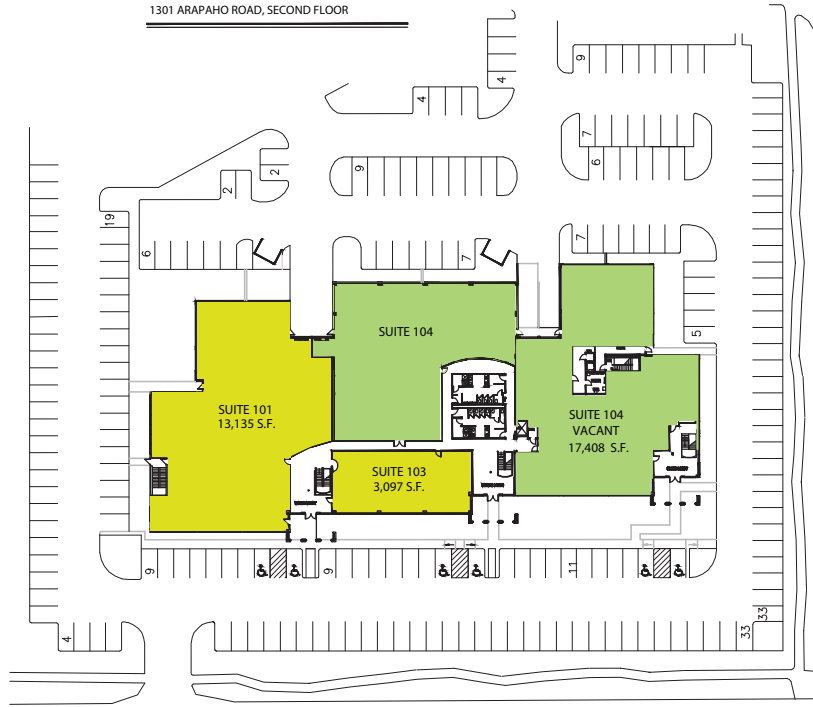 1301 ARAPAHO ROAD, SECOND FLOOR
4
9
4
7
6
9
2
2
19
6
7
7
5
SUITE 104
SUITE 101
13,135 S.F.
SUITE 104
VACANT
17,408 S.F.
SUITE 103
3,097 S.F.
9
9
11
33
33
4